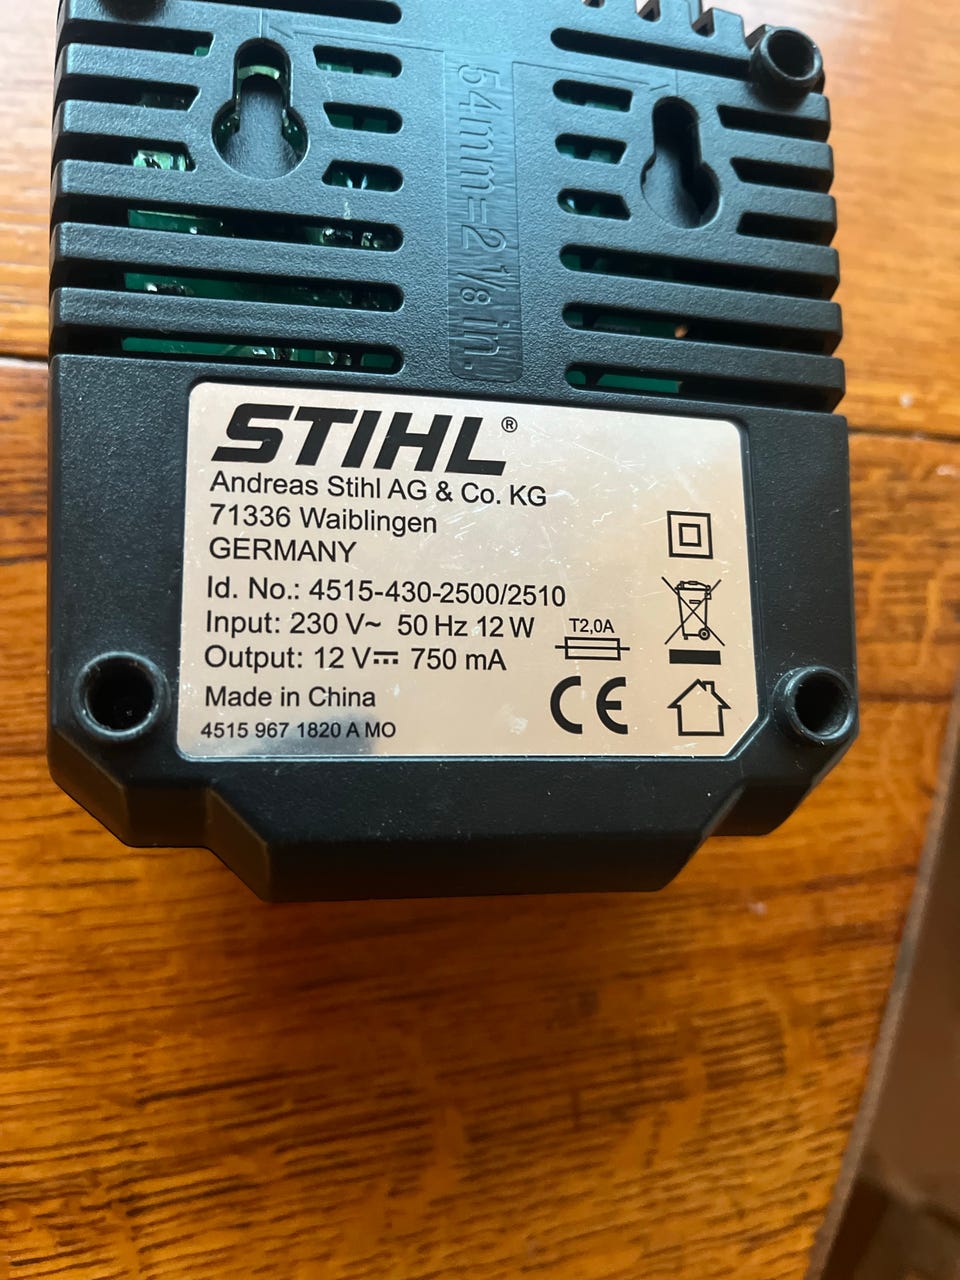 54mm=2 1/8 in.
STIHL®
Andreas Stihl AG & Co. KG
71336 Waiblingen
GERMANY
Id. No.: 4515-430-2500/2510
Input: 230 V~ 50 Hz 12 W
T2,0A
Output: 12 V⎓ 750 mA
Made in China
CE
4515 967 1820 A MO